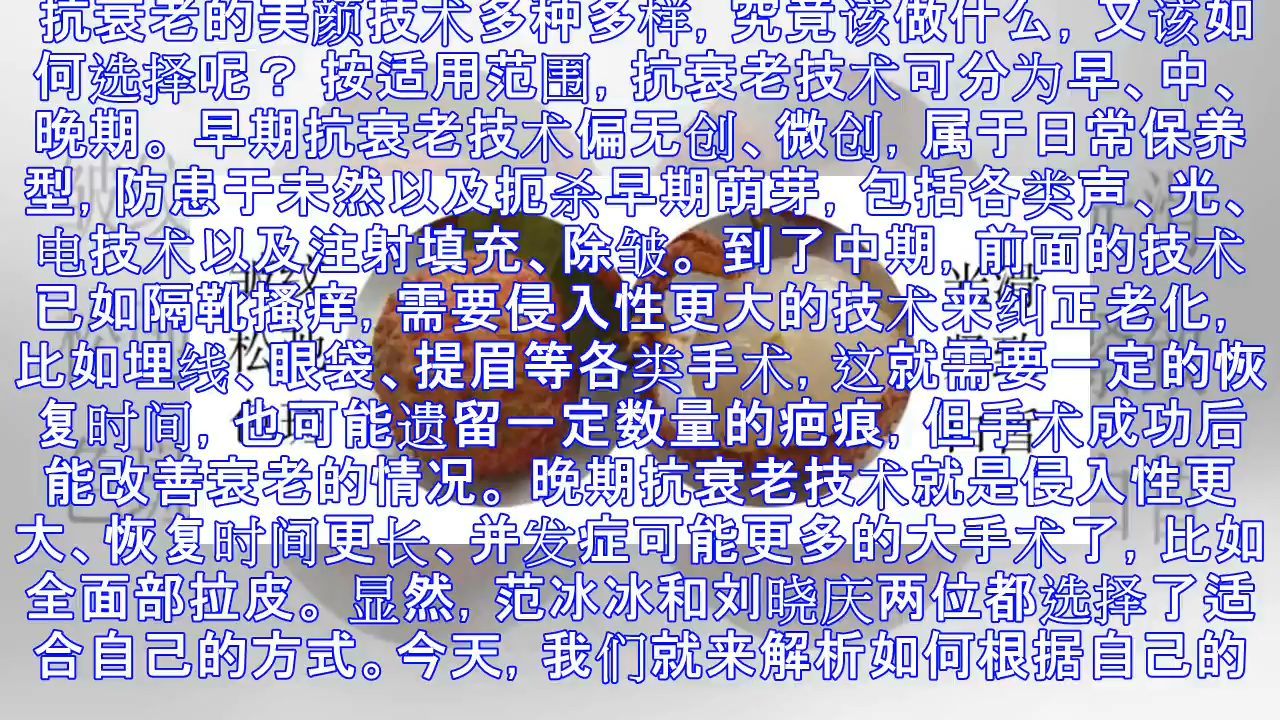 抗衰老的美颜技术多种多样, 究竟该做什么, 又该如
何选择呢？ 按适用范围, 抗衰老技术可分为早、中、
晚期。早期抗衰老技术偏无创、微创, 属于日常保养
型, 防患于未然以及扼杀早期萌芽, 包括各类声、光、
电技术以及注射填充、除皱。到了中期, 前面的技术
已如隔靴搔痒, 需要侵入性更大的技术来纠正老化,
比如埋线、眼袋、提眉等各类手术, 这就需要一定的恢
复时间, 也可能遗留一定数量的疤痕, 但手术成功后
能改善衰老的情况。晚期抗衰老技术就是侵入性更
大、恢复时间更长、并发症可能更多的大手术了, 比如
全面部拉皮。显然, 范冰冰和刘晓庆两位都选择了适
合自己的方式。今天, 我们就来解析如何根据自己的